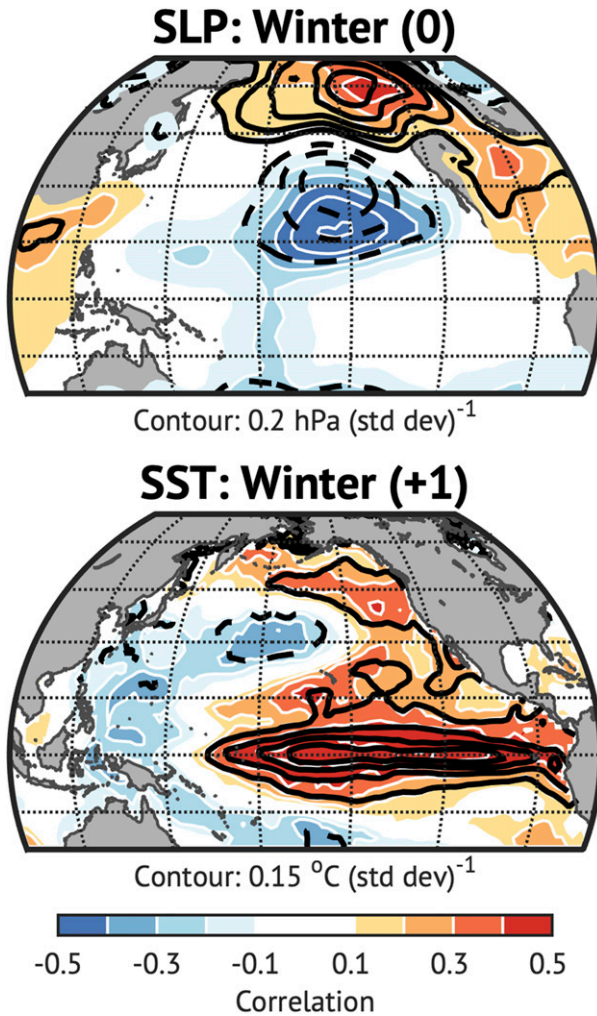 SLP: Winter (0)
Contour: 0.2 hPa (std dev)⁻¹
SST: Winter (+1)
Contour: 0.15 °C (std dev)⁻¹
-0.5 -0.3 -0.1 0.1 0.3 0.5
Correlation